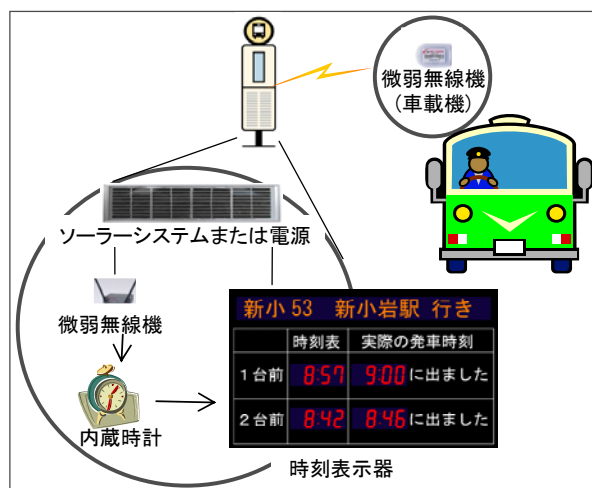 微弱無線機
(車載機)
ソーラーシステムまたは電源
微弱無線機
内蔵時計
新小53 新小岩駅 行き
時刻表 実際の発車時刻
1台前 8:57 9:00に出ました
2台前 8:42 8:46に出ました
時刻表示器